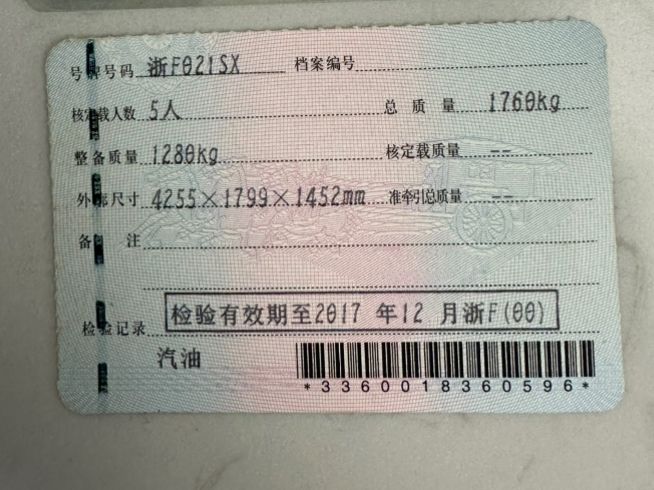 号牌号码 浙F021SX 档案编号
核定载人数 5人 总质量 1760kg
整备质量 1280kg 核定载质量 --
外廓尺寸 4255×1799×1452mm 准牵引总质量 --
备注
检验记录 检验有效期至2017 年12 月浙F(00)
汽油
*3360018360596*